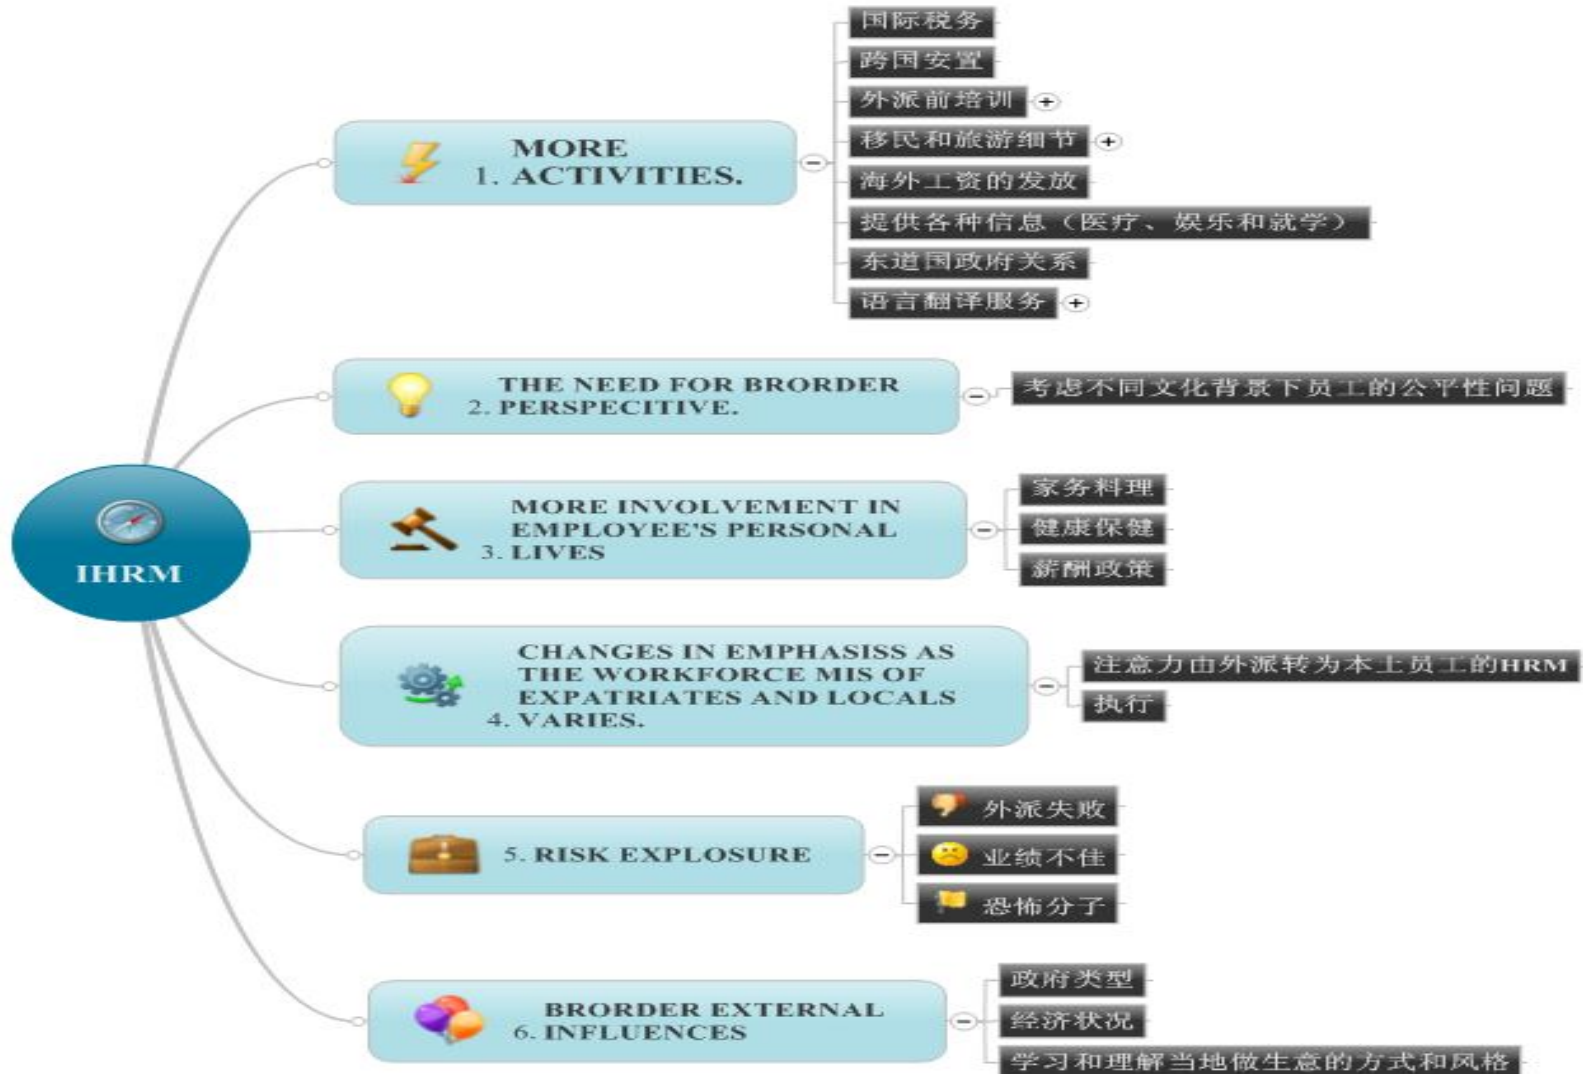 IHRM
1. MORE
ACTIVITIES.
国际税务
跨国安置
外派前培训
移民和旅游细节
海外工资的发放
提供各种信息（医疗、娱乐和就学）
东道国政府关系
语言翻译服务
THE NEED FOR BRORDER
2. PERSPECITIVE.
考虑不同文化背景下员工的公平性问题
MORE INVOLVEMENT IN
EMPLOYEE'S PERSONAL
3. LIVES
家务料理
健康保健
薪酬政策
CHANGES IN EMPHASISS AS
THE WORKFORCE MIS OF
EXPATRIATES AND LOCALS
4. VARIES.
注意力由外派转为本土员工的HRM
执行
5. RISK EXPLOSURE
外派失败
业绩不佳
恐怖分子
BRORDER EXTERNAL
6. INFLUENCES
政府类型
经济状况
学习和理解当地做生意的方式和风格